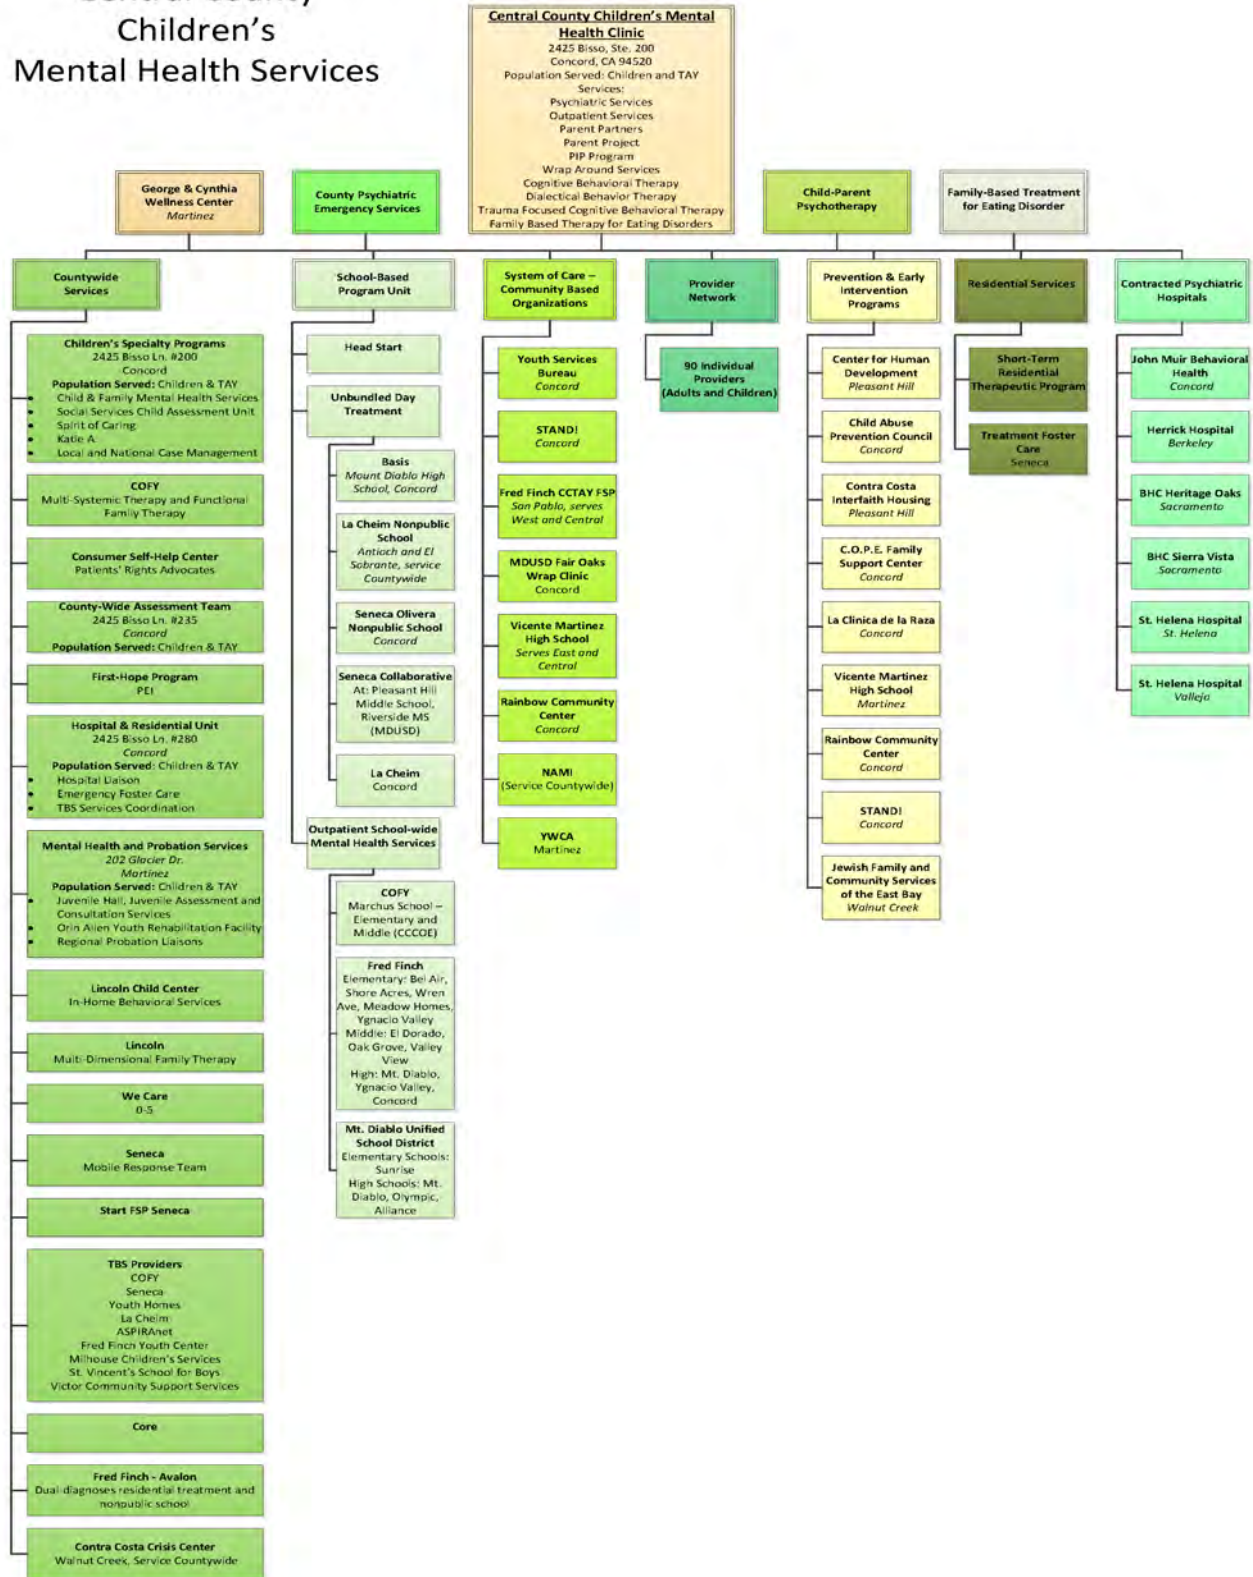 Children's
Mental Health Services
Central County Children's Mental
Health Clinic
2425 Bisso, Ste. 200
Concord, CA 94520
Population Served: Children and TAY
Services:
Psychiatric Services
Outpatient Services
Parent Partners
Parent Project
PIP Program
Wrap Around Services
Cognitive Behavioral Therapy
Dialectical Behavior Therapy
Trauma Focused Cognitive Behavioral Therapy
Family Based Therapy for Eating Disorders
George & Cynthia
Wellness Center
Martinez
County Psychiatric
Emergency Services
Child-Parent
Psychotherapy
Family-Based Treatment
for Eating Disorder
Countywide
Services
Children's Specialty Programs
2425 Bisso Ln. #200
Concord
Population Served: Children & TAY
• Child & Family Mental Health Services
• Social Services Child Assessment Unit
• Spirit of Caring
• Katie A
• Local and National Case Management
COFY
Multi-Systemic Therapy and Functional
Family Therapy
Consumer Self-Help Center
Patients' Rights Advocates
County-Wide Assessment Team
2425 Bisso Ln. #235
Concord
Population Served: Children & TAY
First-Hope Program
PEI
Hospital & Residential Unit
2425 Bisso Ln. #280
Concord
Population Served: Children & TAY
• Hospital Liaison
• Emergency Foster Care
• TBS Services Coordination
Mental Health and Probation Services
202 Glacier Dr.
Martinez
Population Served: Children & TAY
• Juvenile Hall, Juvenile Assessment and
Consultation Services
• Orin Allen Youth Rehabilitation Facility
• Regional Probation Liaisons
Lincoln Child Center
In-Home Behavioral Services
Lincoln
Multi-Dimensional Family Therapy
We Care
0-5
Seneca
Mobile Response Team
Start FSP Seneca
TBS Providers
COFY
Seneca
Youth Homes
La Cheim
ASPIRAnet
Fred Finch Youth Center
Milhouse Children's Services
St. Vincent's School for Boys
Victor Community Support Services
Core
Fred Finch - Avalon
Dual-diagnoses residential treatment and
nonpublic school
Contra Costa Crisis Center
Walnut Creek, Service Countywide
School-Based
Program Unit
Head Start
Unbundled Day
Treatment
Basis
Mount Diablo High
School, Concord
La Cheim Nonpublic
School
Antioch and El
Sobrante, service
Countywide
Seneca Olivera
Nonpublic School
Concord
Seneca Collaborative
At: Pleasant Hill
Middle School,
Riverside MS
(MDUSD)
La Cheim
Concord
Outpatient School-wide
Mental Health Services
COFY
Marchus School –
Elementary and
Middle (CCCOE)
Fred Finch
Elementary: Bel Air,
Shore Acres, Wren
Ave, Meadow Homes,
Ygnacio Valley
Middle: El Dorado,
Oak Grove, Valley
View
High: Mt. Diablo,
Ygnacio Valley,
Concord
Mt. Diablo Unified
School District
Elementary Schools:
Sunrise
High Schools: Mt.
Diablo, Olympic,
Alliance
System of Care –
Community Based
Organizations
Youth Services
Bureau
Concord
STAND!
Concord
Fred Finch CCTAY FSP
San Pablo, serves
West and Central
MDUSD Fair Oaks
Wrap Clinic
Concord
Vicente Martinez
High School
Serves East and
Central
Rainbow Community
Center
Concord
NAMI
(Service Countywide)
YWCA
Martinez
Provider
Network
90 Individual
Providers
(Adults and Children)
Prevention & Early
Intervention
Programs
Center for Human
Development
Pleasant Hill
Child Abuse
Prevention Council
Concord
Contra Costa
Interfaith Housing
Pleasant Hill
C.O.P.E. Family
Support Center
Concord
La Clinica de la Raza
Concord
Vicente Martinez
High School
Martinez
Rainbow Community
Center
Concord
STAND!
Concord
Jewish Family and
Community Services
of the East Bay
Walnut Creek
Residential Services
Short-Term
Residential
Therapeutic Program
Treatment Foster
Care
Seneca
Contracted Psychiatric
Hospitals
John Muir Behavioral
Health
Concord
Herrick Hospital
Berkeley
BHC Heritage Oaks
Sacramento
BHC Sierra Vista
Sacramento
St. Helena Hospital
St. Helena
St. Helena Hospital
Vallejo